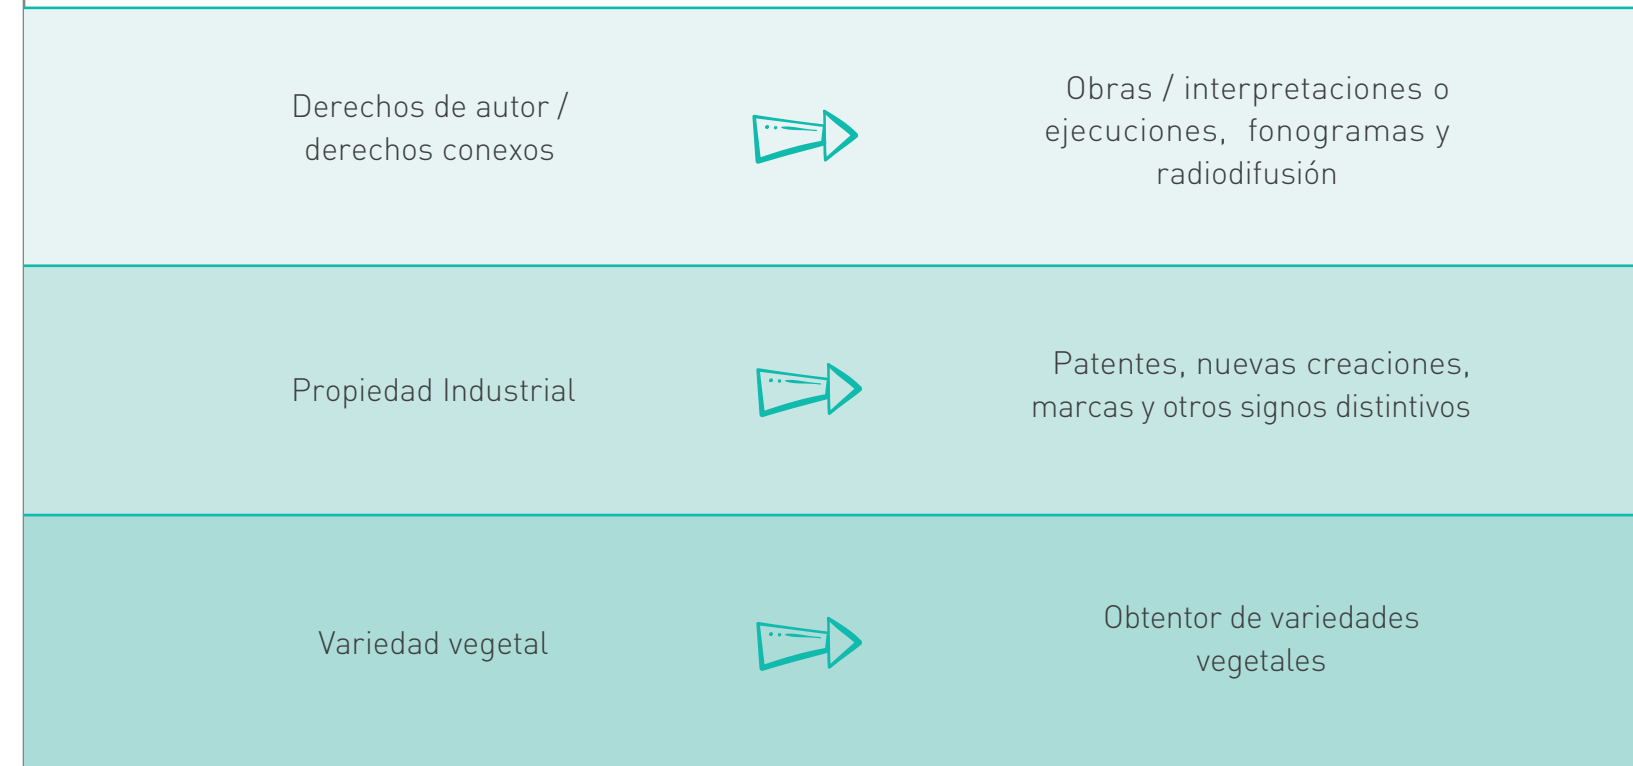 Derechos de autor /
derechos conexos
Obras / interpretaciones o
ejecuciones, fonogramas y
radiodifusión
Propiedad Industrial
Patentes, nuevas creaciones,
marcas y otros signos distintivos
Variedad vegetal
Obtentor de variedades
vegetales